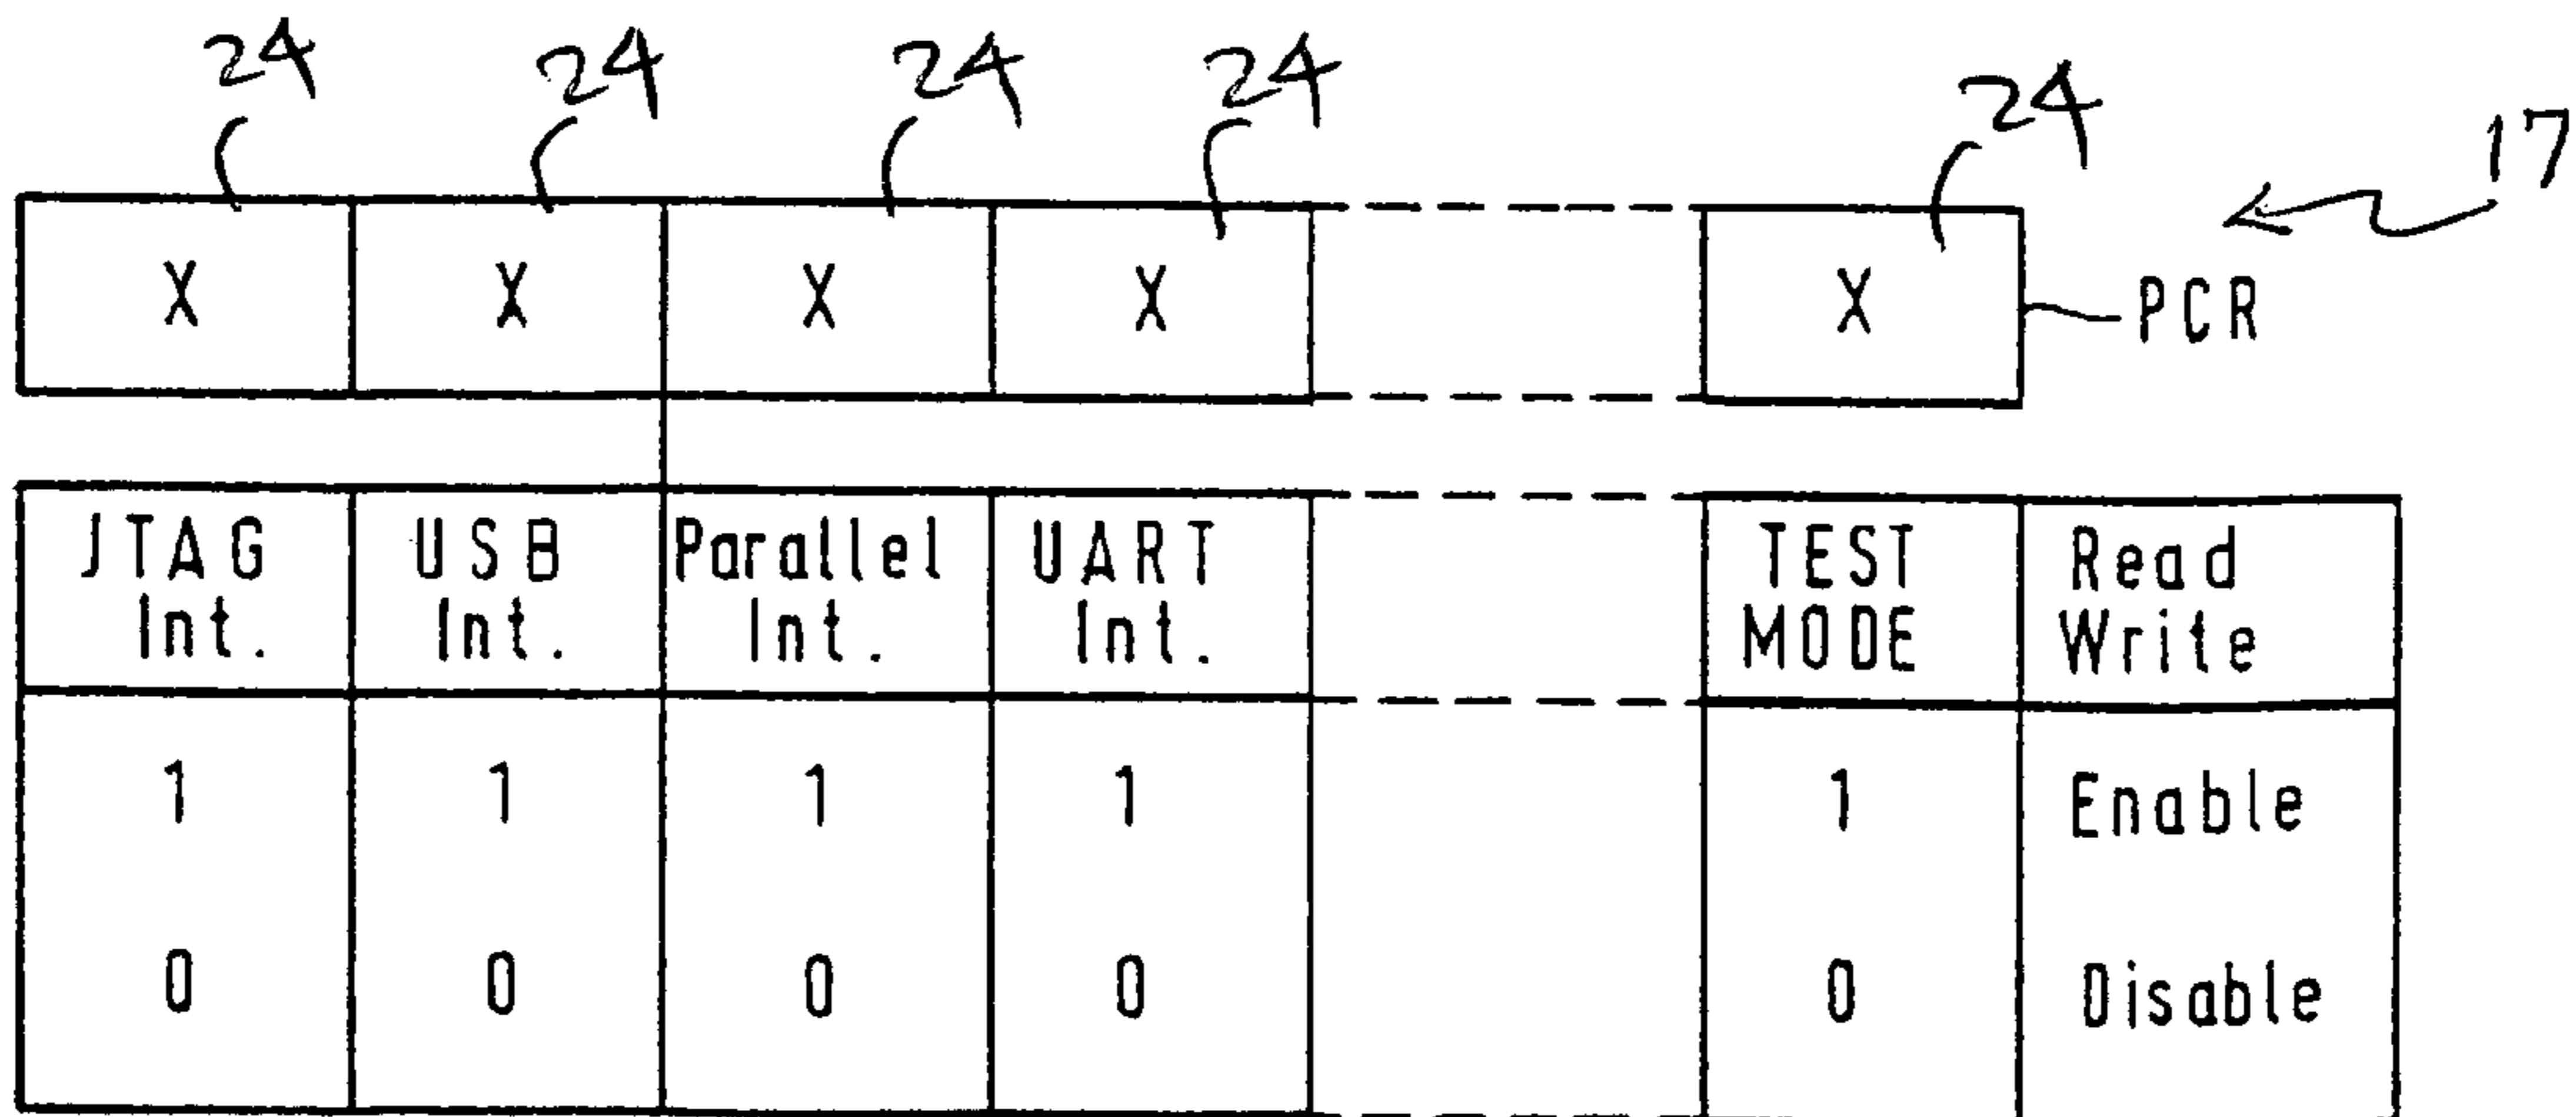 24 24 24 24 24 17
X X X X X PCR
JTAG Int. USB Int. Parallel Int. UART Int. TEST MODE Read Write
1 1 1 1 1 Enable
0 0 0 0 0 Disable